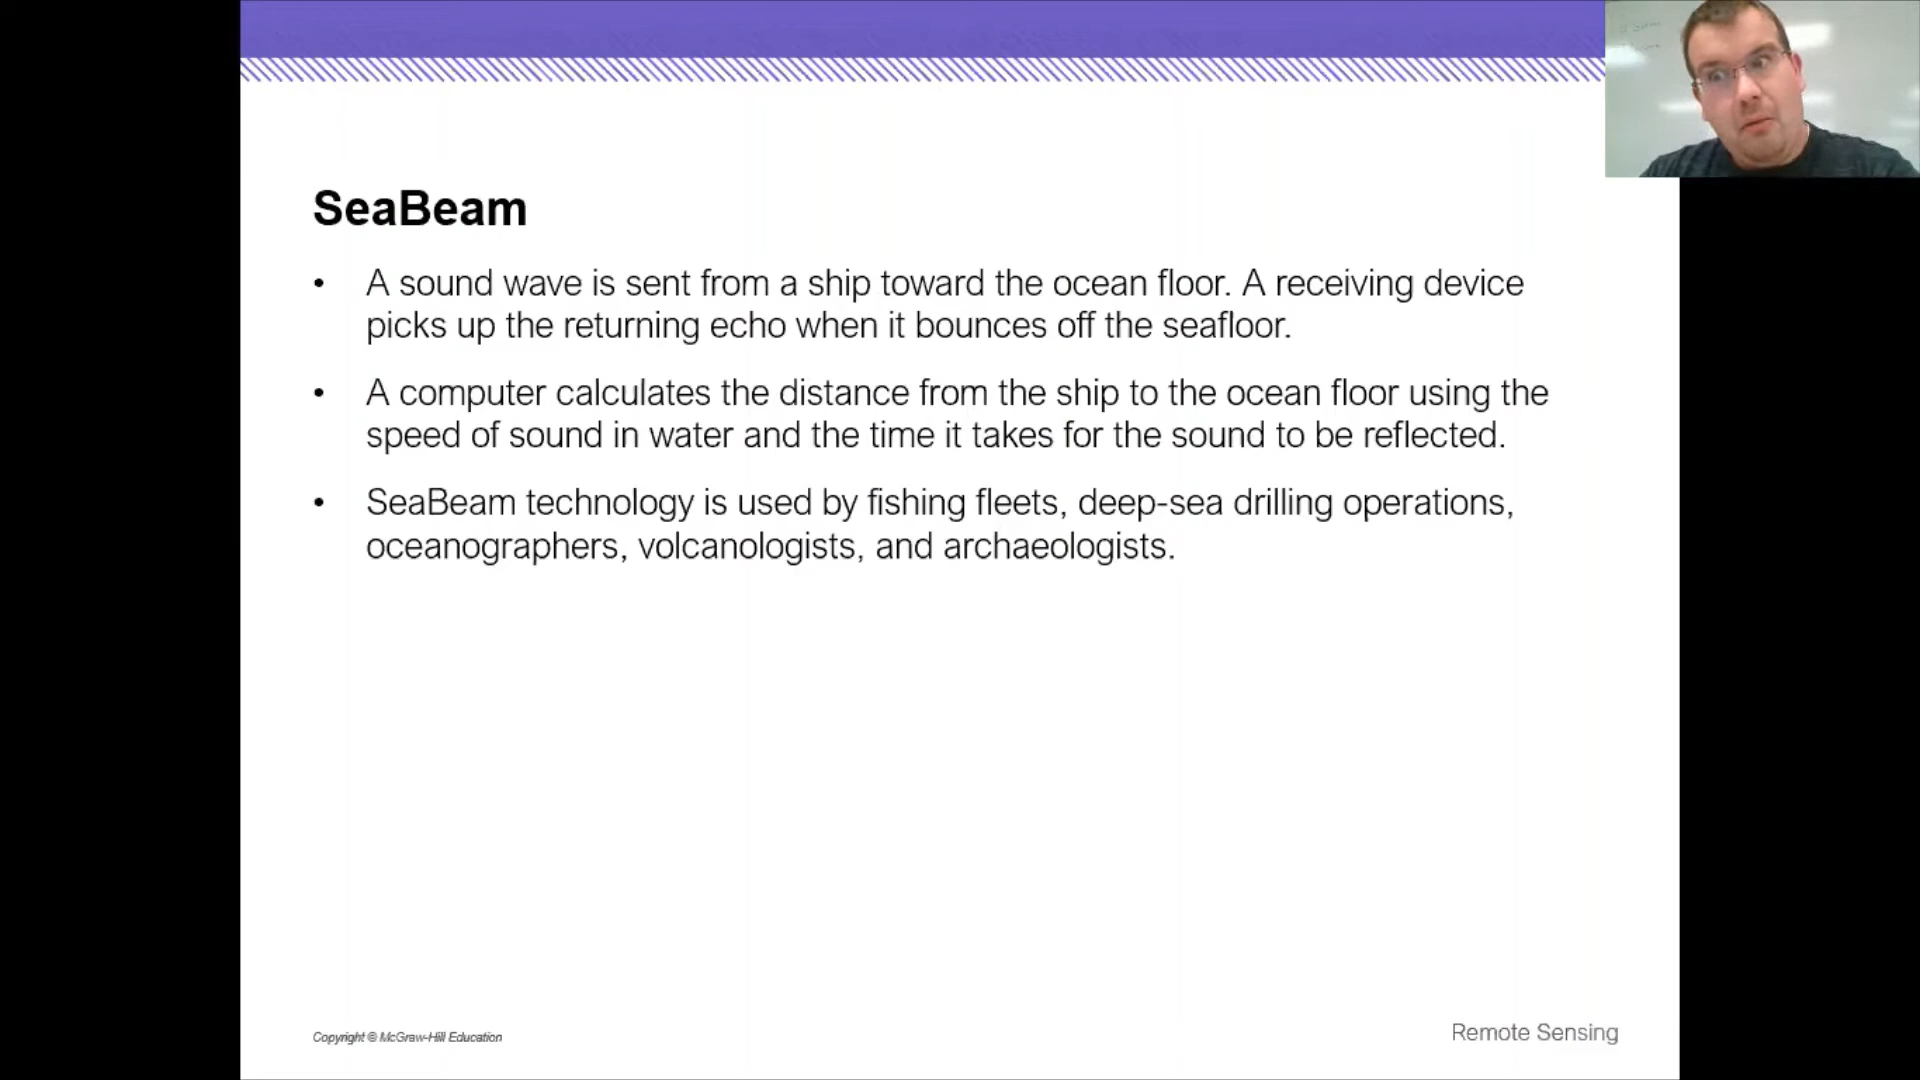 SeaBeam
• A sound wave is sent from a ship toward the ocean floor. A receiving device
picks up the returning echo when it bounces off the seafloor.
• A computer calculates the distance from the ship to the ocean floor using the
speed of sound in water and the time it takes for the sound to be reflected.
• SeaBeam technology is used by fishing fleets, deep-sea drilling operations,
oceanographers, volcanologists, and archaeologists.
Copyright © McGraw-Hill Education
Remote Sensing